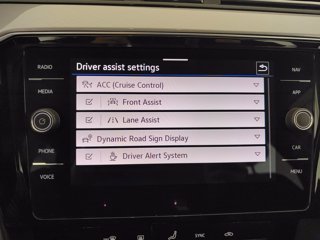 Driver assist settings
RADIO
NAV
ACC (Cruise Control)
MEDIA
APP
Front Assist
Lane Assist
Dynamic Road Sign Display
PHONE
CAR
Driver Alert System
VOICE
MENU
SYNC